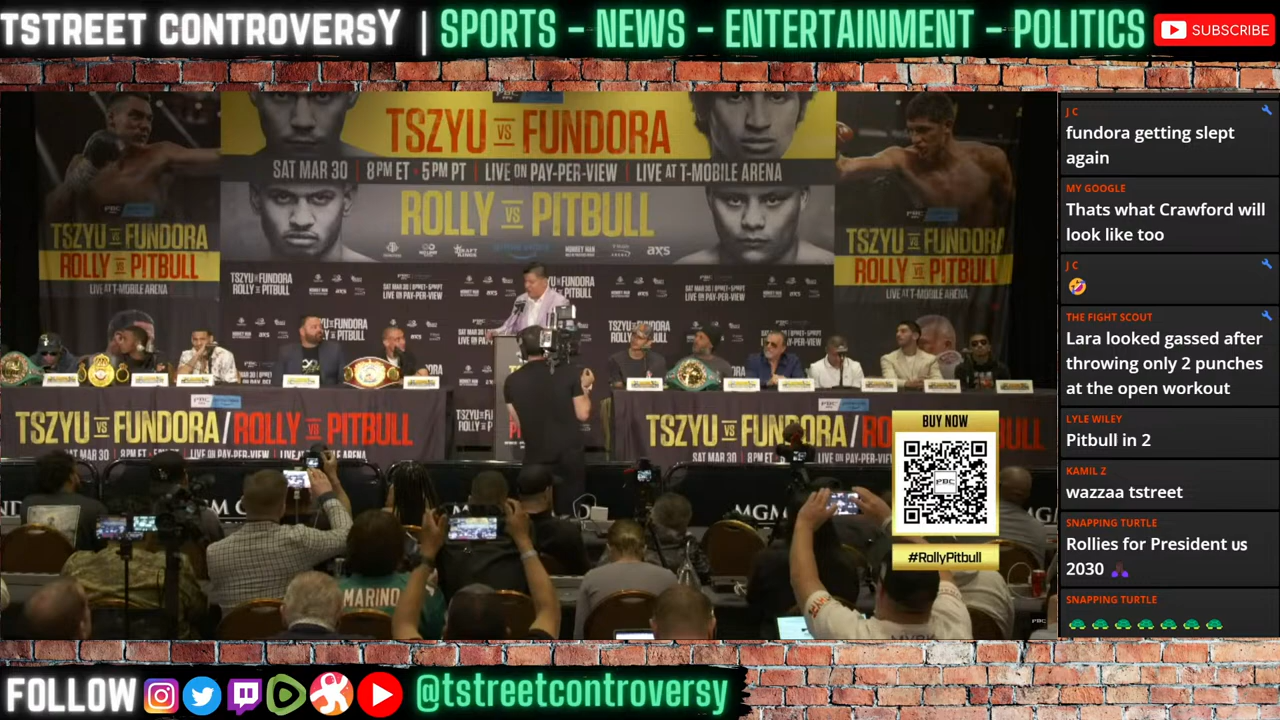 TSTREET CONTROVERSY | SPORTS - NEWS - ENTERTAINMENT - POLITICS
SUBSCRIBE
TSZYU VS FUNDORA
SAT MAR 30 | 8PM ET · 5PM PT | LIVE ON PAY-PER-VIEW | LIVE AT T-MOBILE ARENA
ROLLY VS PITBULL
axs
TSZYU VS FUNDORA
ROLLY VS PITBULL
LIVE AT T-MOBILE ARENA
TSZYU VS FUNDORA
ROLLY VS PITBULL
LIVE AT T-MOBILE ARENA
TSZYU VS FUNDORA / ROLLY VS PITBULL
TSZYU VS FUNDORA /
MGM
MARINO
BUY NOW
PBC
#RollyPitbull
J C
fundora getting slept
again
MY GOOGLE
Thats what Crawford will
look like too
J C
🤣
THE FIGHT SCOUT
Lara looked gassed after
throwing only 2 punches
at the open workout
LYLE WILEY
Pitbull in 2
KAMIL Z
wazzaa tstreet
SNAPPING TURTLE
Rollies for President us
2030
SNAPPING TURTLE
🐢🐢🐢🐢🐢🐢🐢
FOLLOW @tstreetcontroversy